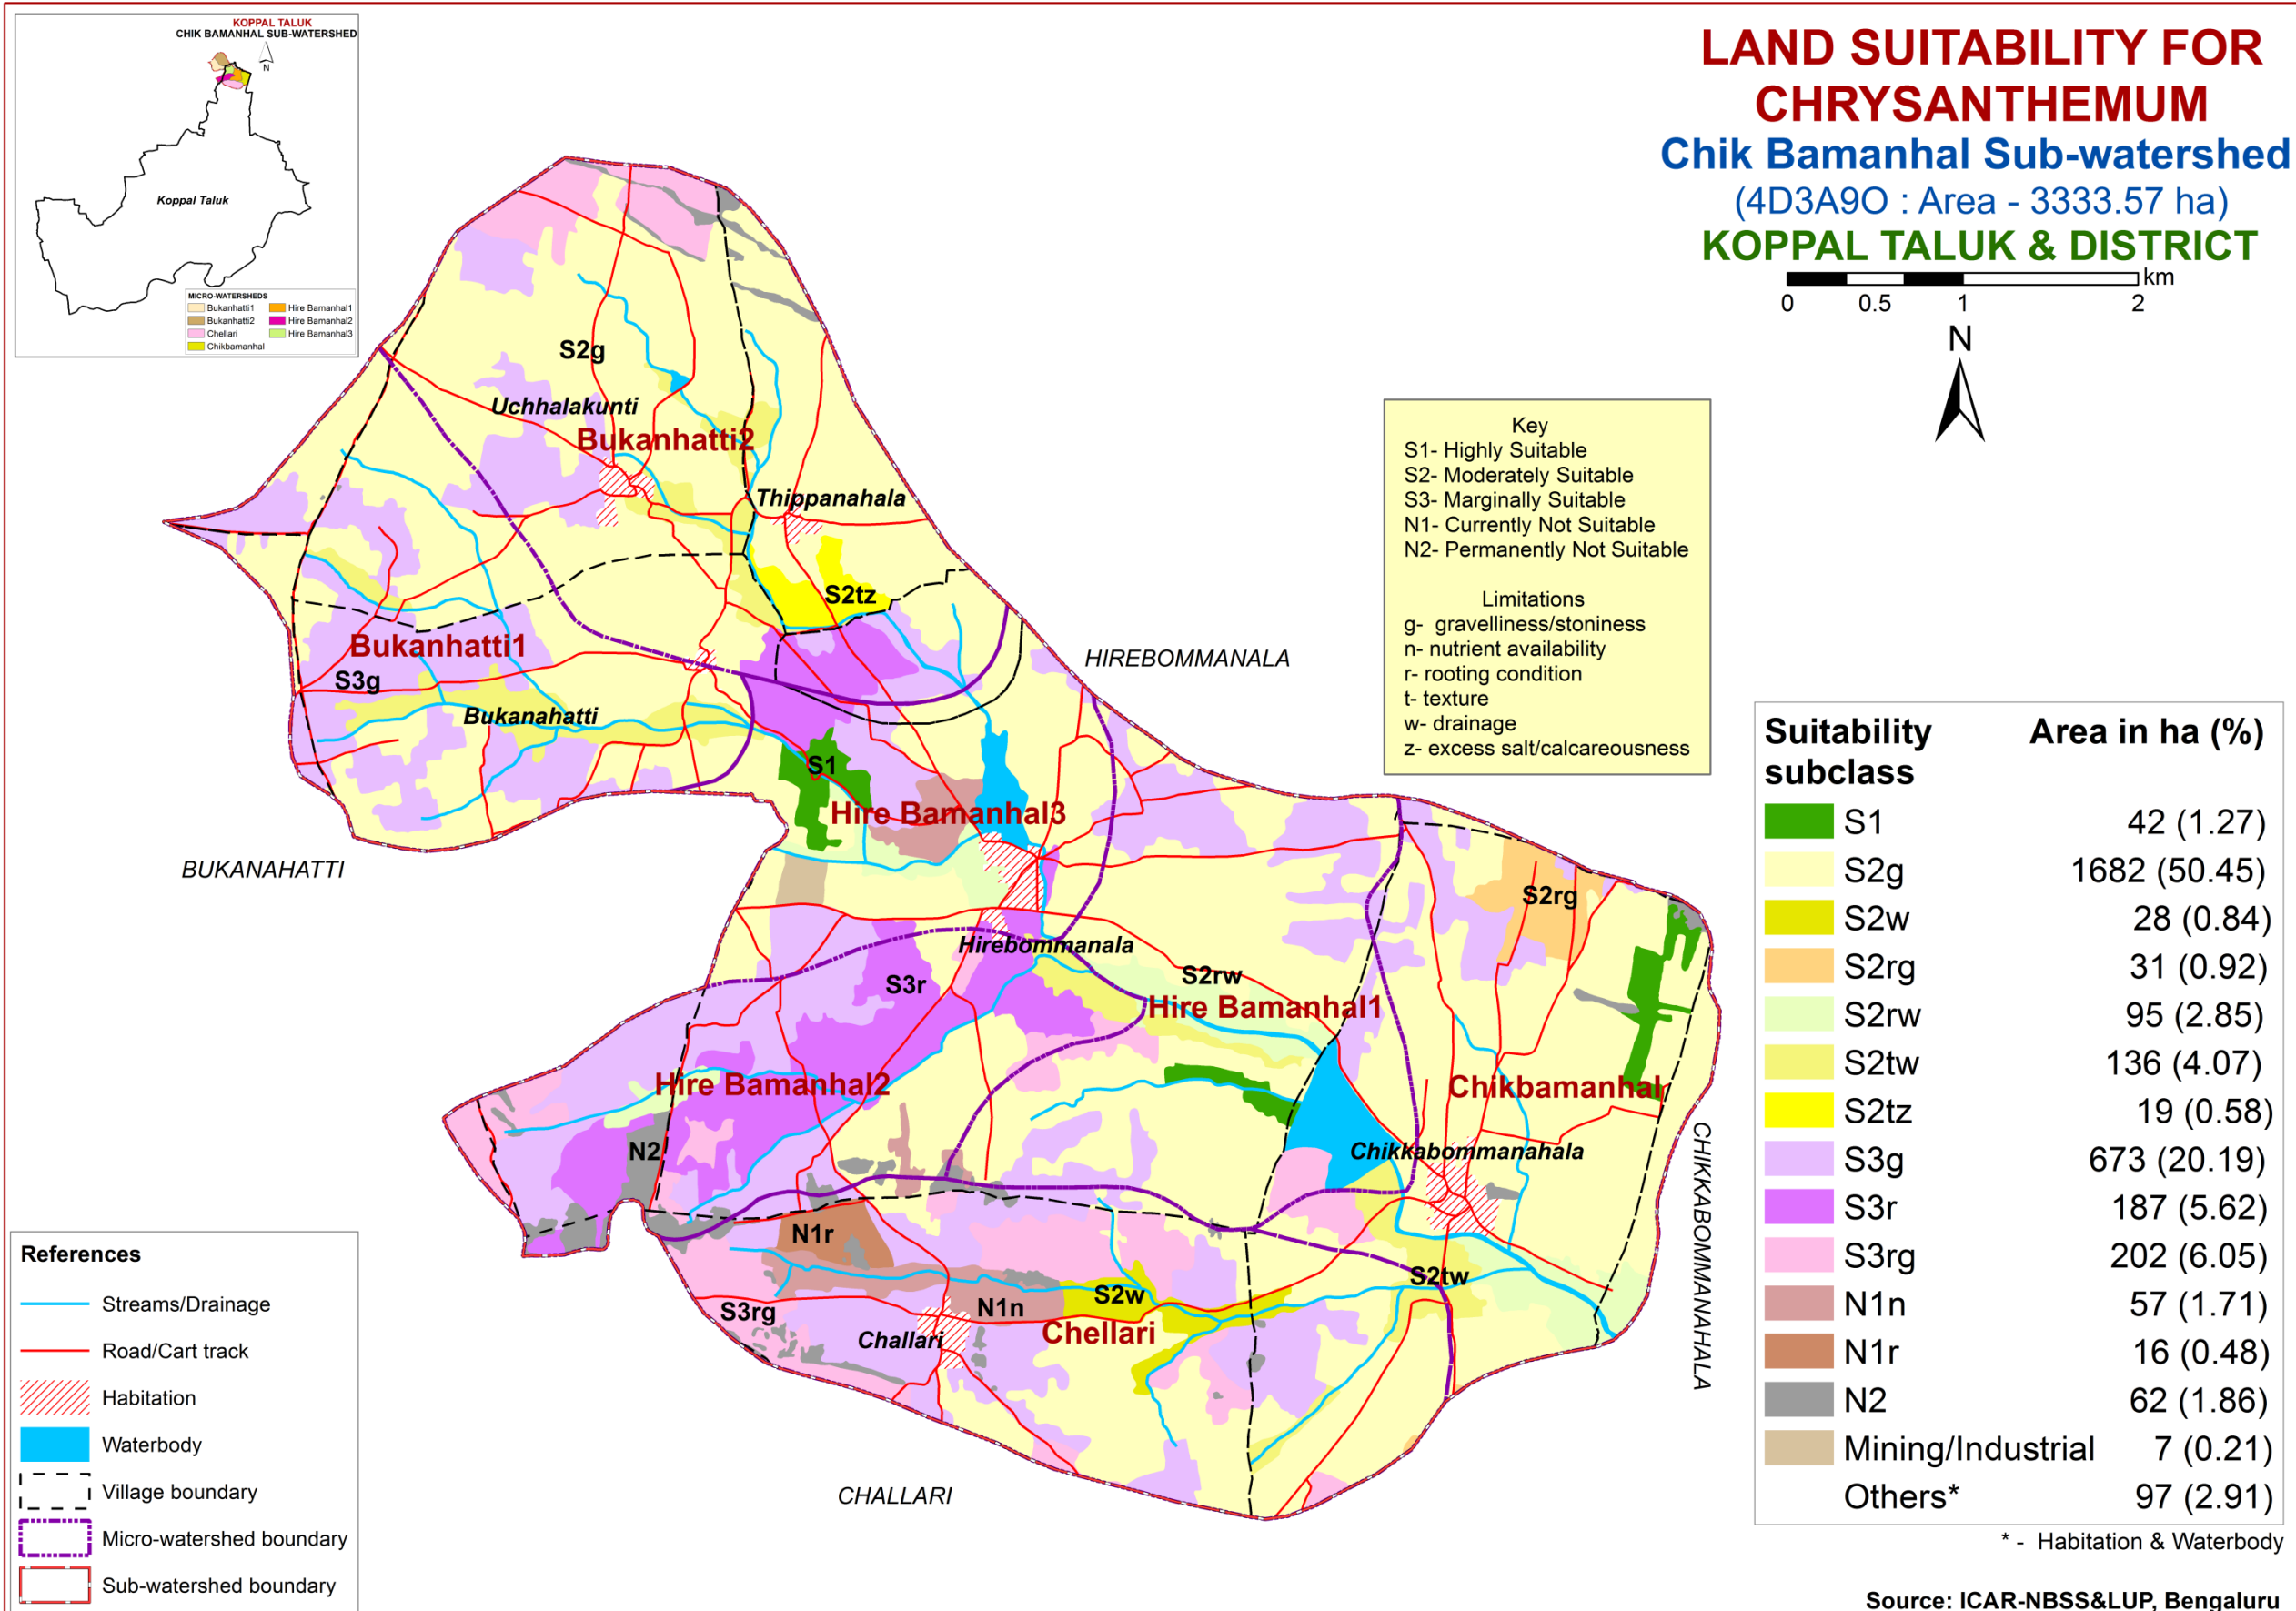 KOPPAL TALUK
CHIK BAMANHAL SUB-WATERSHED
N
Koppal Taluk
MICRO-WATERSHEDS
Bukanhatti1
Hire Bamanhal1
Bukanhatti2
Hire Bamanhal2
Chellari
Hire Bamanhal3
Chikbamanhal
LAND SUITABILITY FOR
CHRYSANTHEMUM
Chik Bamanhal Sub-watershed
(4D3A9O : Area - 3333.57 ha)
KOPPAL TALUK & DISTRICT
km
0 0.5 1 2
N
Key
S1- Highly Suitable
S2- Moderately Suitable
S3- Marginally Suitable
N1- Currently Not Suitable
N2- Permanently Not Suitable
Limitations
g- gravelliness/stoniness
n- nutrient availability
r- rooting condition
t- texture
w- drainage
z- excess salt/calcareousness
S2g
Uchhalakunti
Bukanhatti2
Thippanahala
S2tz
Bukanhatti1
HIREBOMMANALA
S3g
Bukanahatti
S1
Hire Bamanhal3
BUKANAHATTI
S2rg
Hirebommanala
S2rw
S3r
Hire Bamanhal1
Hire Bamanhal2
Chikbamanhal
N2
Chikkabommanahala
CHIKKABOMMANAHALA
N1r
S2tw
S2w
N1n
S3rg
Chellari
Challari
CHALLARI
Suitability
subclass
Area in ha (%)
S1 42 (1.27)
S2g 1682 (50.45)
S2w 28 (0.84)
S2rg 31 (0.92)
S2rw 95 (2.85)
S2tw 136 (4.07)
S2tz 19 (0.58)
S3g 673 (20.19)
S3r 187 (5.62)
S3rg 202 (6.05)
N1n 57 (1.71)
N1r 16 (0.48)
N2 62 (1.86)
Mining/Industrial 7 (0.21)
Others* 97 (2.91)
* - Habitation & Waterbody
Source: ICAR-NBSS&LUP, Bengaluru
References
Streams/Drainage
Road/Cart track
Habitation
Waterbody
Village boundary
Micro-watershed boundary
Sub-watershed boundary